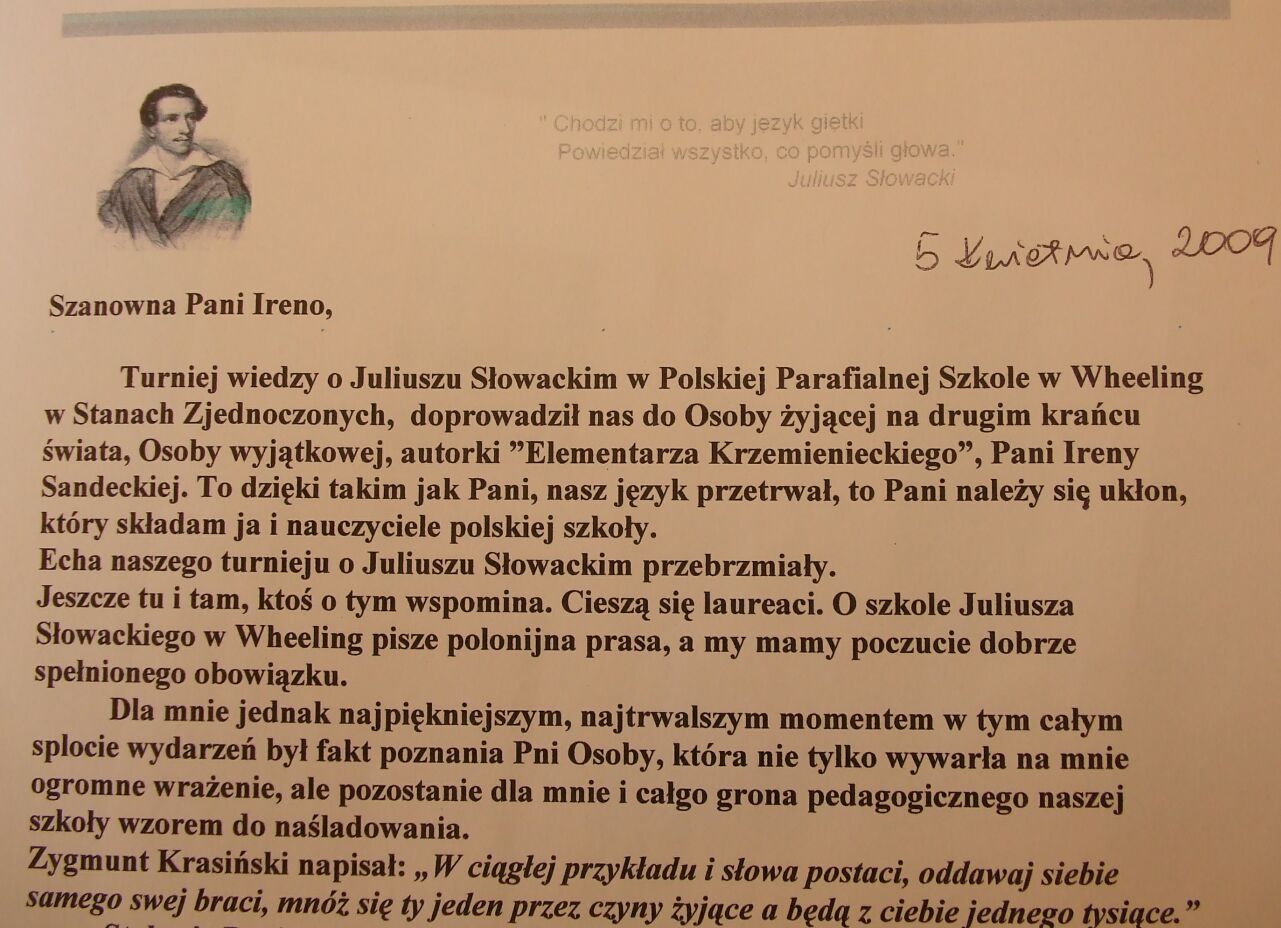 " Chodzi mi o to, aby język giętki
Powiedział wszystko, co pomyśli głowa."
Juliusz Słowacki
5 Kwietnia, 2009
Szanowna Pani Ireno,
Turniej wiedzy o Juliuszu Słowackim w Polskiej Parafialnej Szkole w Wheeling
w Stanach Zjednoczonych, doprowadził nas do Osoby żyjącej na drugim krańcu
świata, Osoby wyjątkowej, autorki ”Elementarza Krzemienieckiego”, Pani Ireny
Sandeckiej. To dzięki takim jak Pani, nasz język przetrwał, to Pani należy się ukłon,
który składam ja i nauczyciele polskiej szkoły.
Echa naszego turnieju o Juliuszu Słowackim przebrzmiały.
Jeszcze tu i tam, ktoś o tym wspomina. Cieszą się laureaci. O szkole Juliusza
Słowackiego w Wheeling pisze polonijna prasa, a my mamy poczucie dobrze
spełnionego obowiązku.
Dla mnie jednak najpiękniejszym, najtrwalszym momentem w tym całym
splocie wydarzeń był fakt poznania Pni Osoby, która nie tylko wywarła na mnie
ogromne wrażenie, ale pozostanie dla mnie i całgo grona pedagogicznego naszej
szkoły wzorem do naśladowania.
Zygmunt Krasiński napisał: „W ciągłej przykładu i słowa postaci, oddawaj siebie
samego swej braci, mnóż się ty jeden przez czyny żyjące a będą z ciebie jednego tysiące.”